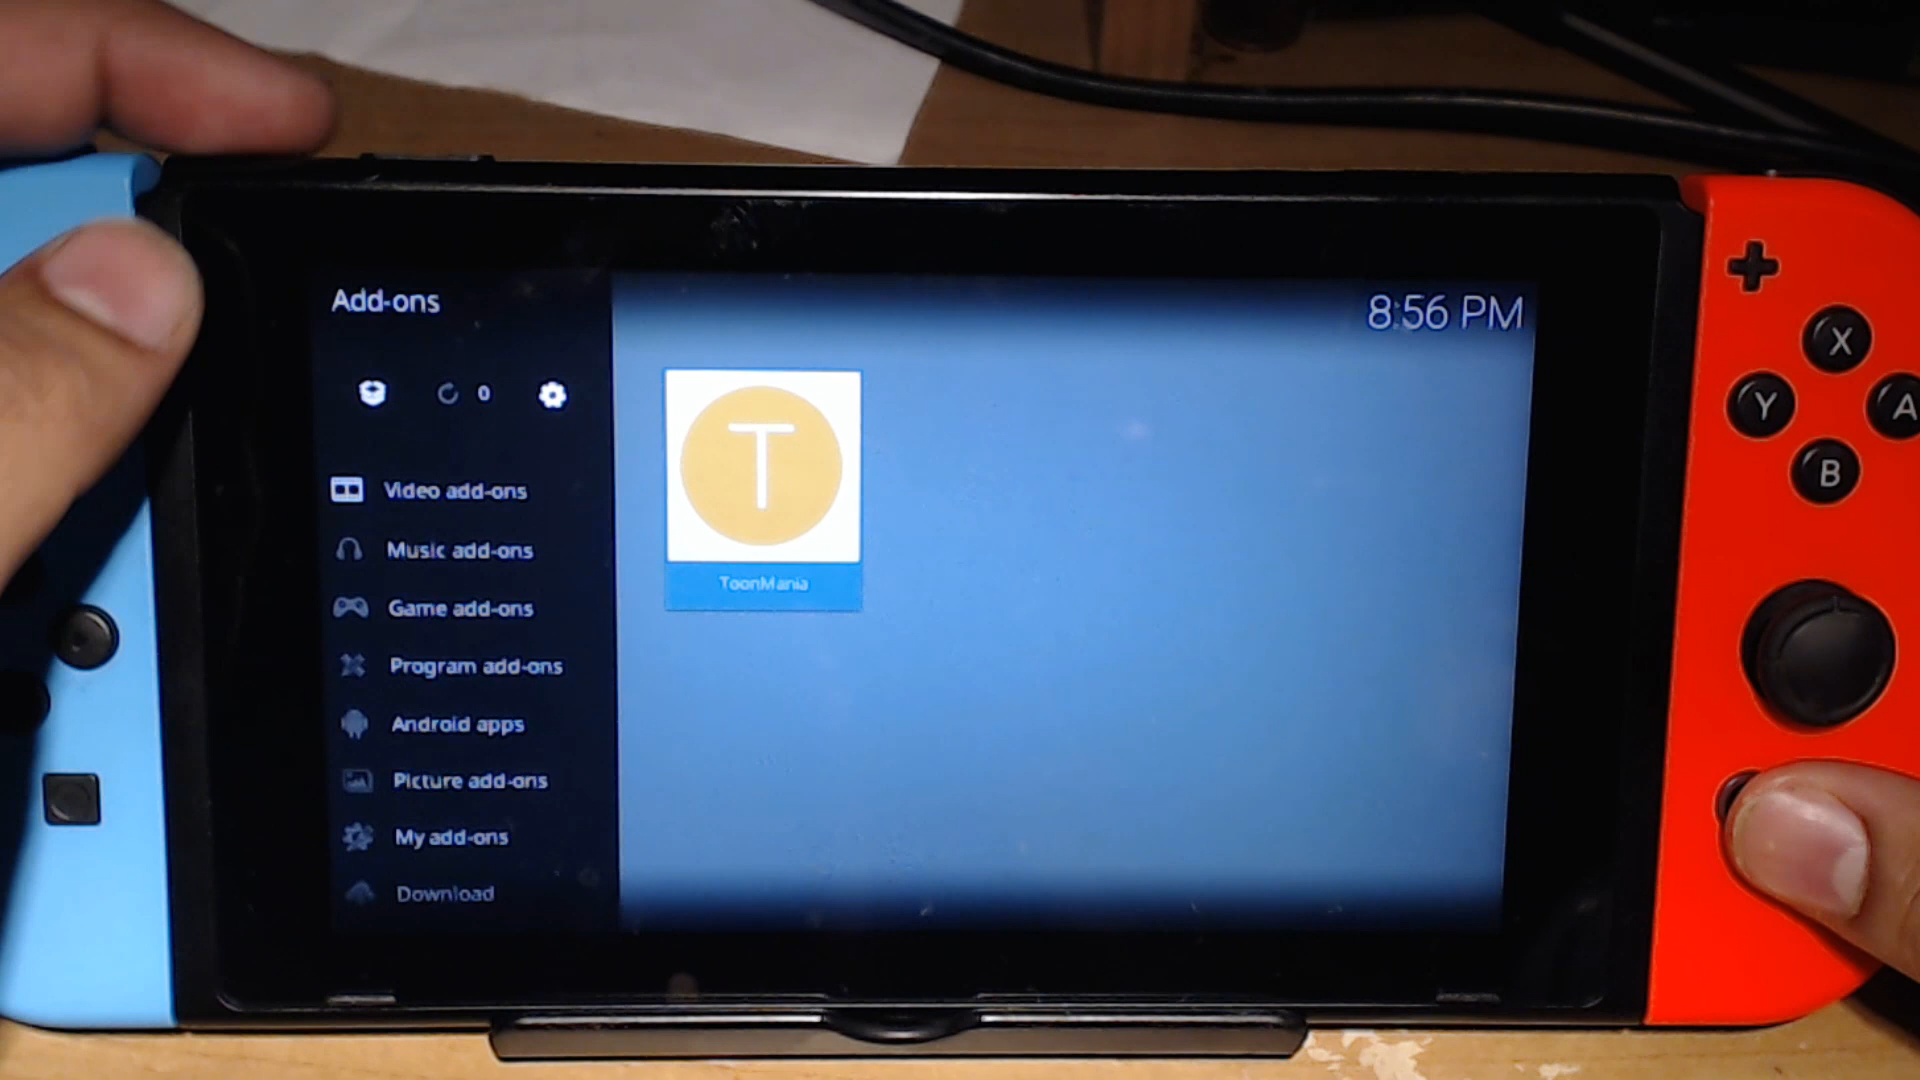 Add-ons
8:56 PM
0
T
ToonMania
Video add-ons
Music add-ons
Game add-ons
Program add-ons
Android apps
Picture add-ons
My add-ons
Download
X
Y
A
B